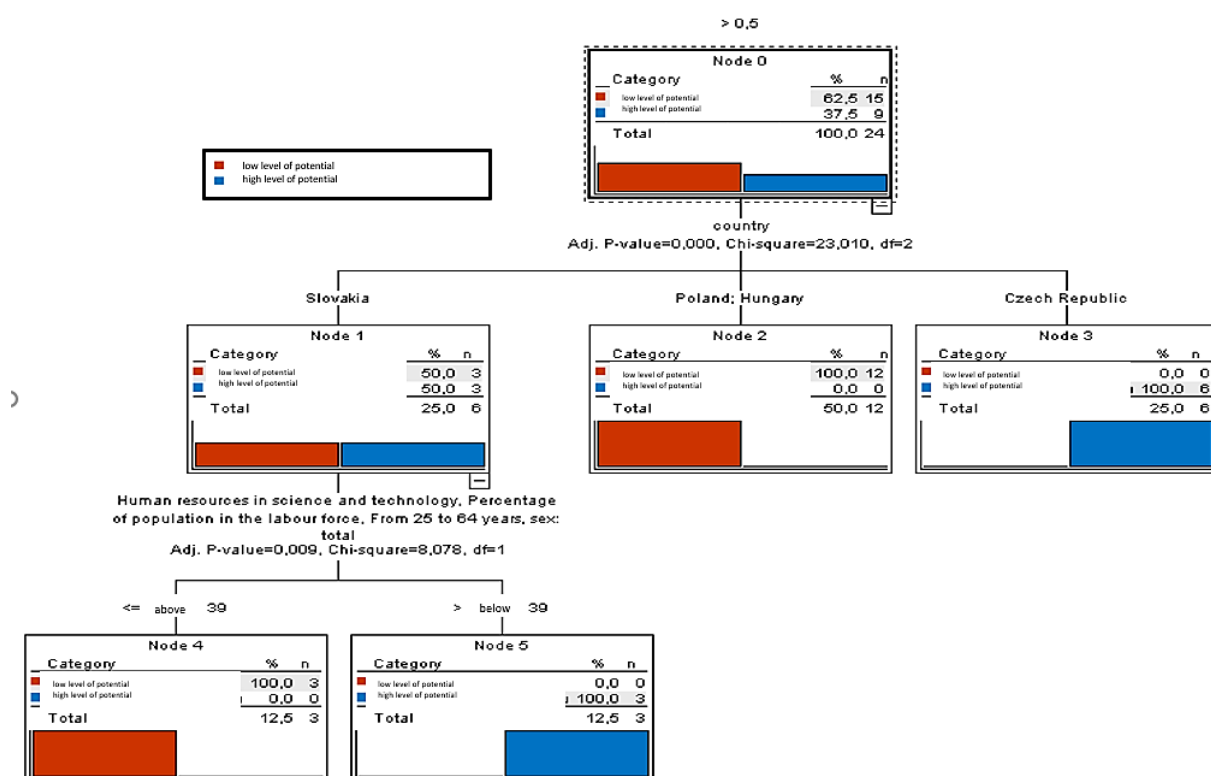 > 0,5
Node 0
Category % n
low level of potential 62,5 15
high level of potential 37,5 9
Total 100,0 24
low level of potential
high level of potential
country
Adj. P-value=0,000, Chi-square=23,010, df=2
Slovakia
Poland; Hungary
Czech Republic
Node 1
Category % n
low level of potential 50,0 3
high level of potential 50,0 3
Total 25,0 6
Node 2
Category % n
low level of potential 100,0 12
high level of potential 0,0 0
Total 50,0 12
Node 3
Category % n
low level of potential 0,0 0
high level of potential 100,0 6
Total 25,0 6
Human resources in science and technology, Percentage
of population in the labour force, From 25 to 64 years, sex:
total
Adj. P-value=0,009, Chi-square=8,078, df=1
<= above 39
> below 39
Node 4
Category % n
low level of potential 100,0 3
high level of potential 0,0 0
Total 12,5 3
Node 5
Category % n
low level of potential 0,0 0
high level of potential 100,0 3
Total 12,5 3